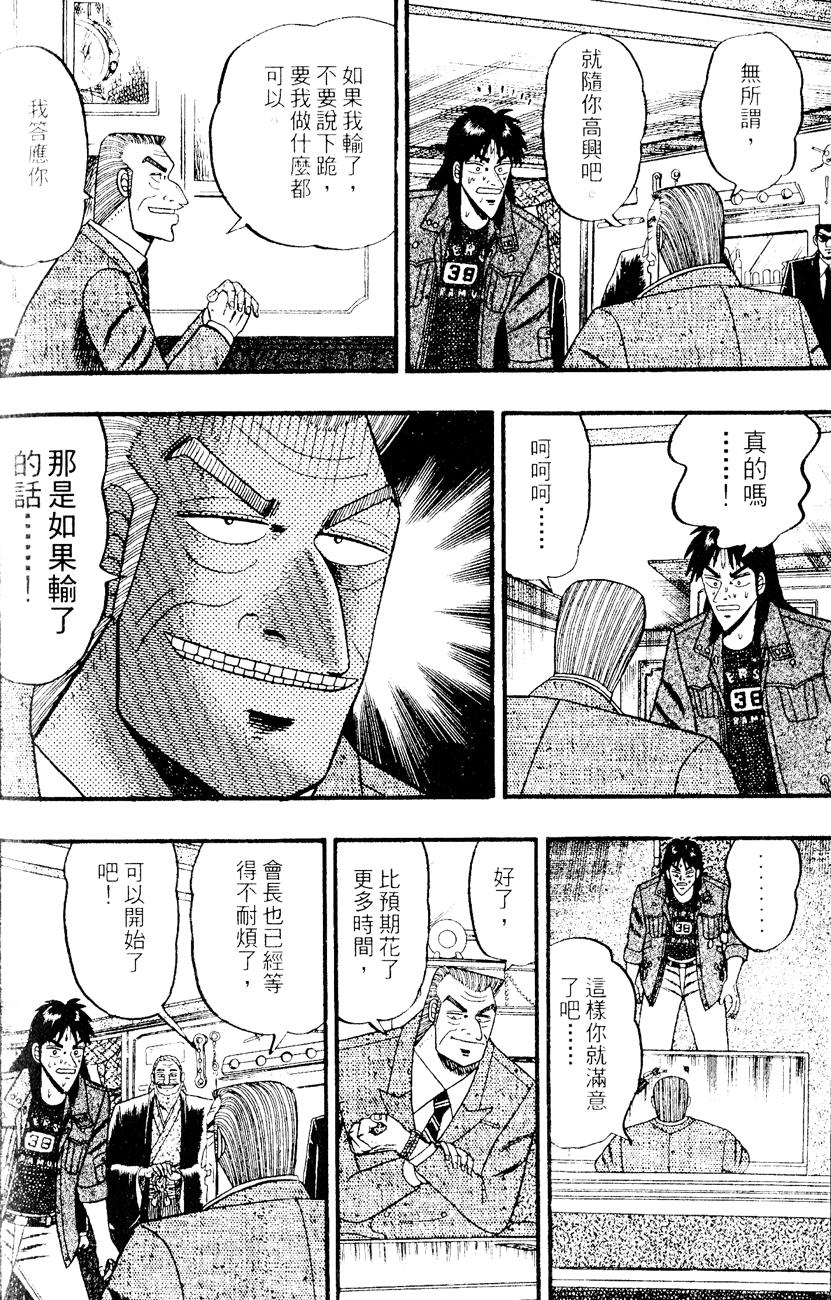 無所謂，
就隨你高興吧。
38
如果我輸了，
不要說下跪，
要我做什麼都
可以
我答應你
真的嗎
……！
呵呵呵……
38
那是如果輸了
的話……！
……
這樣你就滿意
了吧……
38
好了，
比預期花了
更多時間，
會長也已經等
得不耐煩了，
可以開始了
吧！
38